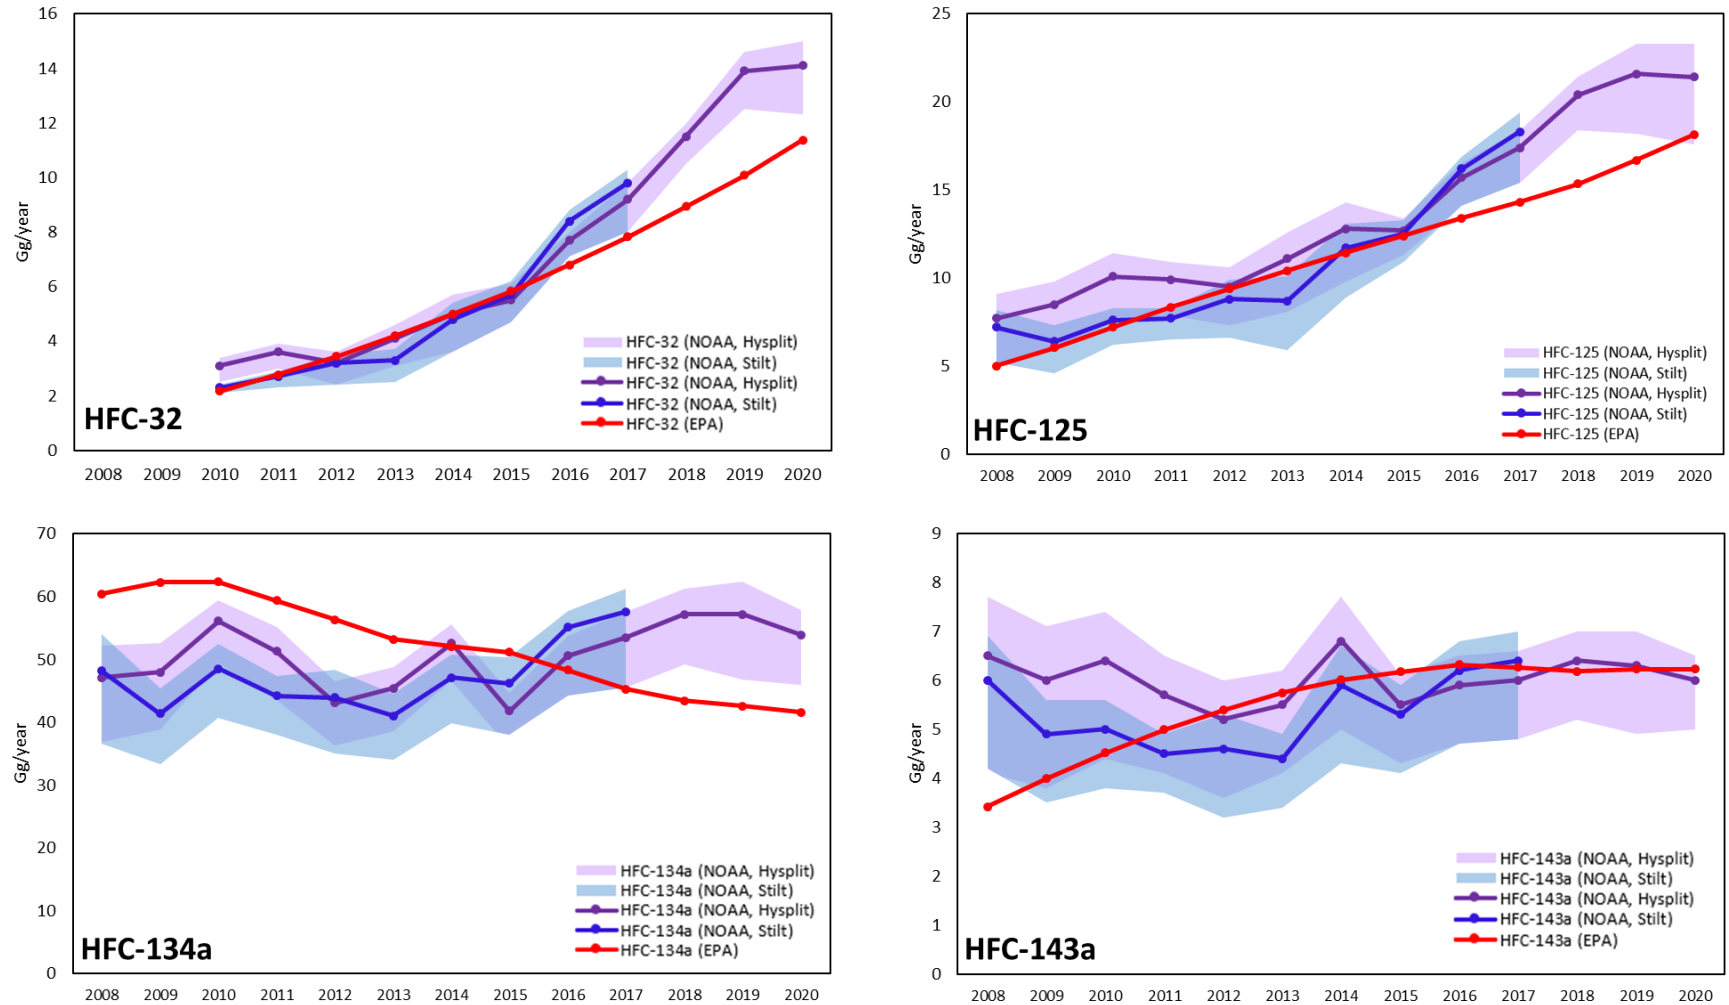 16
14
12
10
8
6
4
2
0
Gg/year
HFC-32 (NOAA, Hysplit)
HFC-32 (NOAA, Stilt)
HFC-32 (NOAA, Hysplit)
HFC-32 (NOAA, Stilt)
HFC-32 (EPA)
HFC-32
2008 2009 2010 2011 2012 2013 2014 2015 2016 2017 2018 2019 2020
25
20
15
10
5
0
Gg/year
HFC-125 (NOAA, Hysplit)
HFC-125 (NOAA, Stilt)
HFC-125 (NOAA, Hysplit)
HFC-125 (NOAA, Stilt)
HFC-125 (EPA)
HFC-125
2008 2009 2010 2011 2012 2013 2014 2015 2016 2017 2018 2019 2020
70
60
50
40
30
20
10
0
Gg/year
HFC-134a (NOAA, Hysplit)
HFC-134a (NOAA, Stilt)
HFC-134a (NOAA, Hysplit)
HFC-134a (NOAA, Stilt)
HFC-134a (EPA)
HFC-134a
2008 2009 2010 2011 2012 2013 2014 2015 2016 2017 2018 2019 2020
9
8
7
6
5
4
3
2
1
0
Gg/year
HFC-143a (NOAA, Hysplit)
HFC-143a (NOAA, Stilt)
HFC-143a (NOAA, Hysplit)
HFC-143a (NOAA, Stilt)
HFC-143a (EPA)
HFC-143a
2008 2009 2010 2011 2012 2013 2014 2015 2016 2017 2018 2019 2020